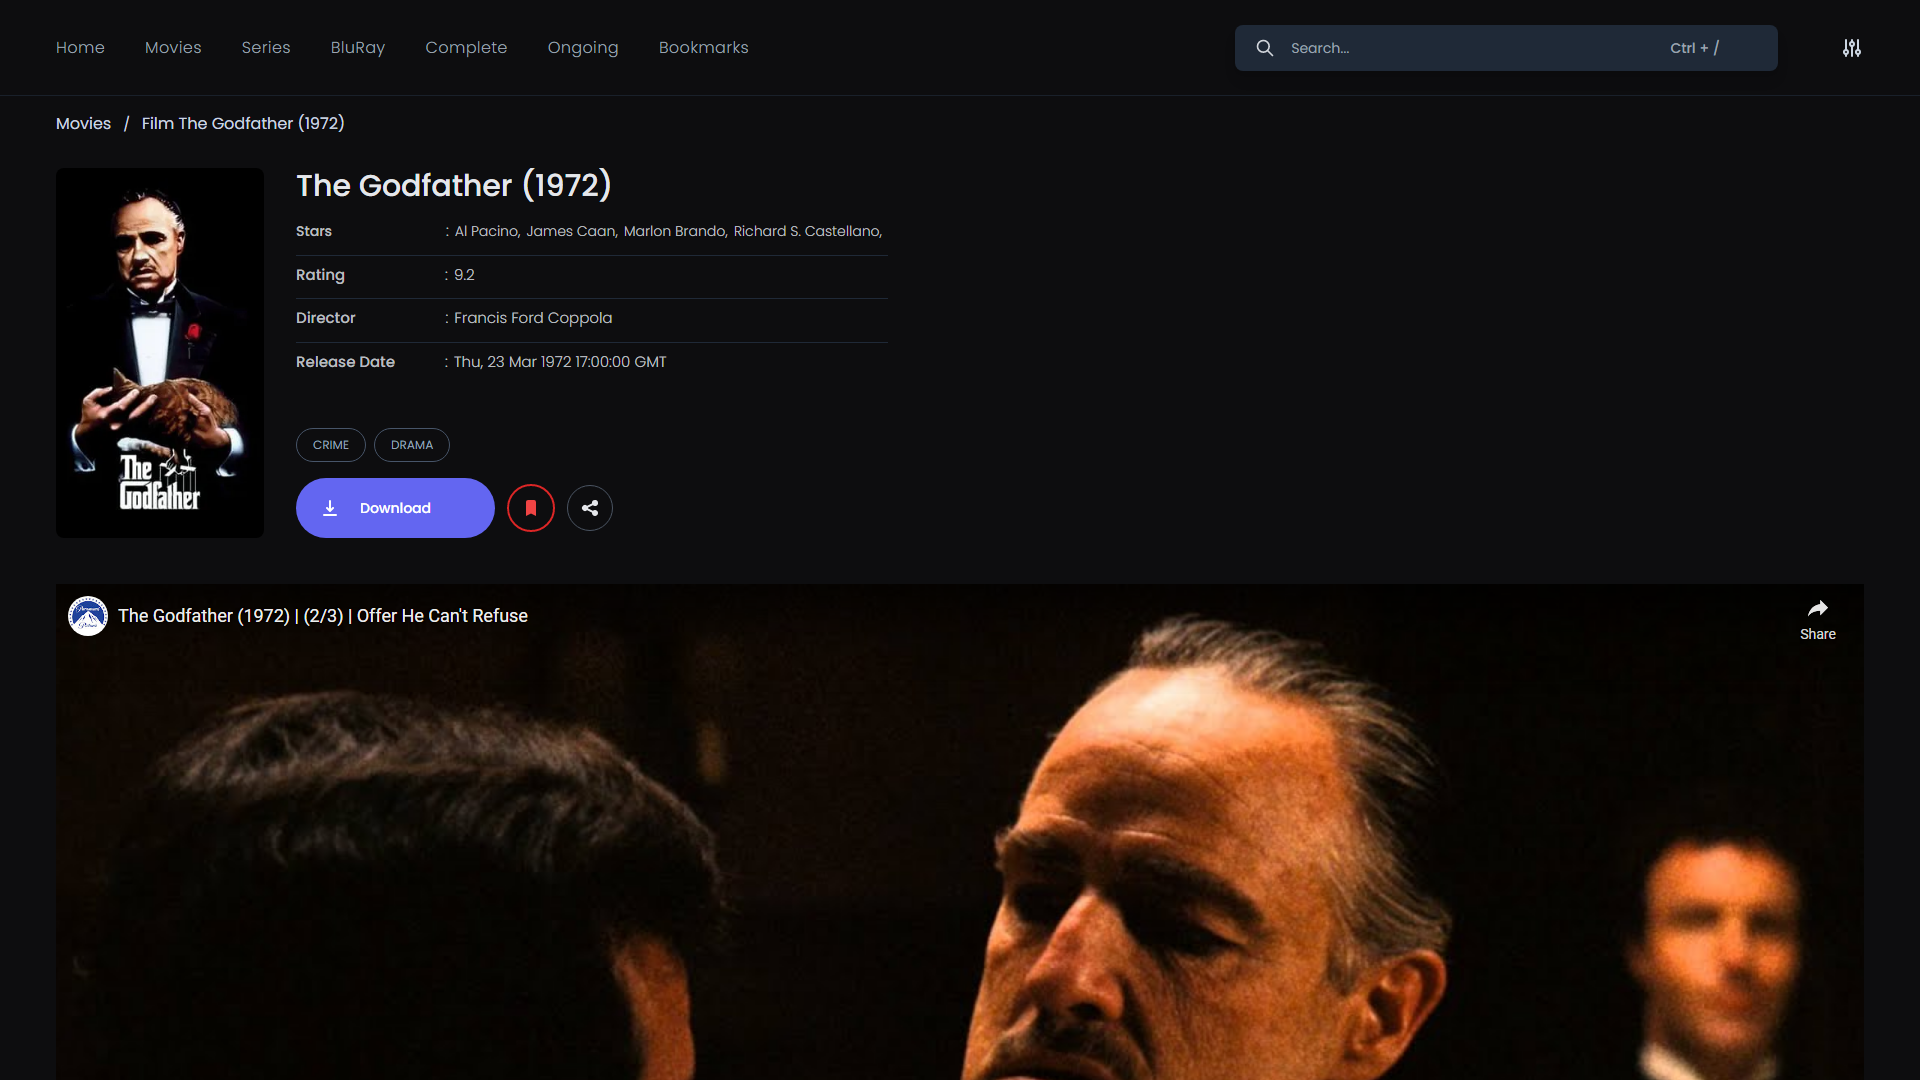 Home Movies Series BluRay Complete Ongoing Bookmarks Search... Ctrl + /
Movies / Film The Godfather (1972)
The Godfather (1972)
Stars : Al Pacino, James Caan, Marlon Brando, Richard S. Castellano,
Rating : 9.2
Director : Francis Ford Coppola
Release Date : Thu, 23 Mar 1972 17:00:00 GMT
CRIME DRAMA
The
Godfather
Download
The Godfather (1972) | (2/3) | Offer He Can't Refuse
Share